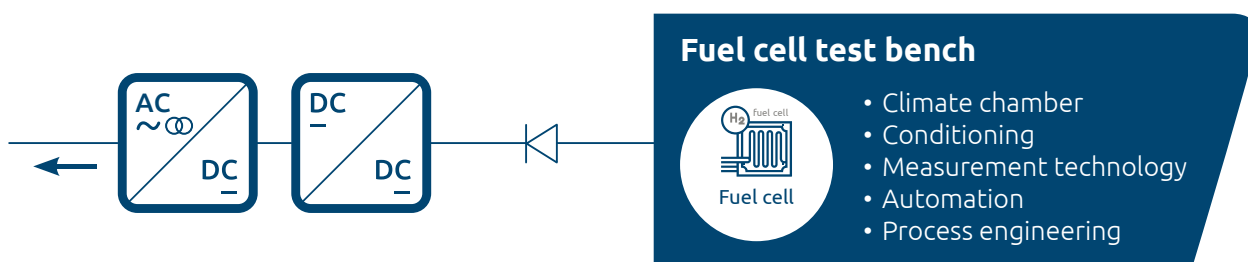 Fuel cell test bench
AC
DC
DC
DC
H2 fuel cell
Fuel cell
• Climate chamber
• Conditioning
• Measurement technology
• Automation
• Process engineering